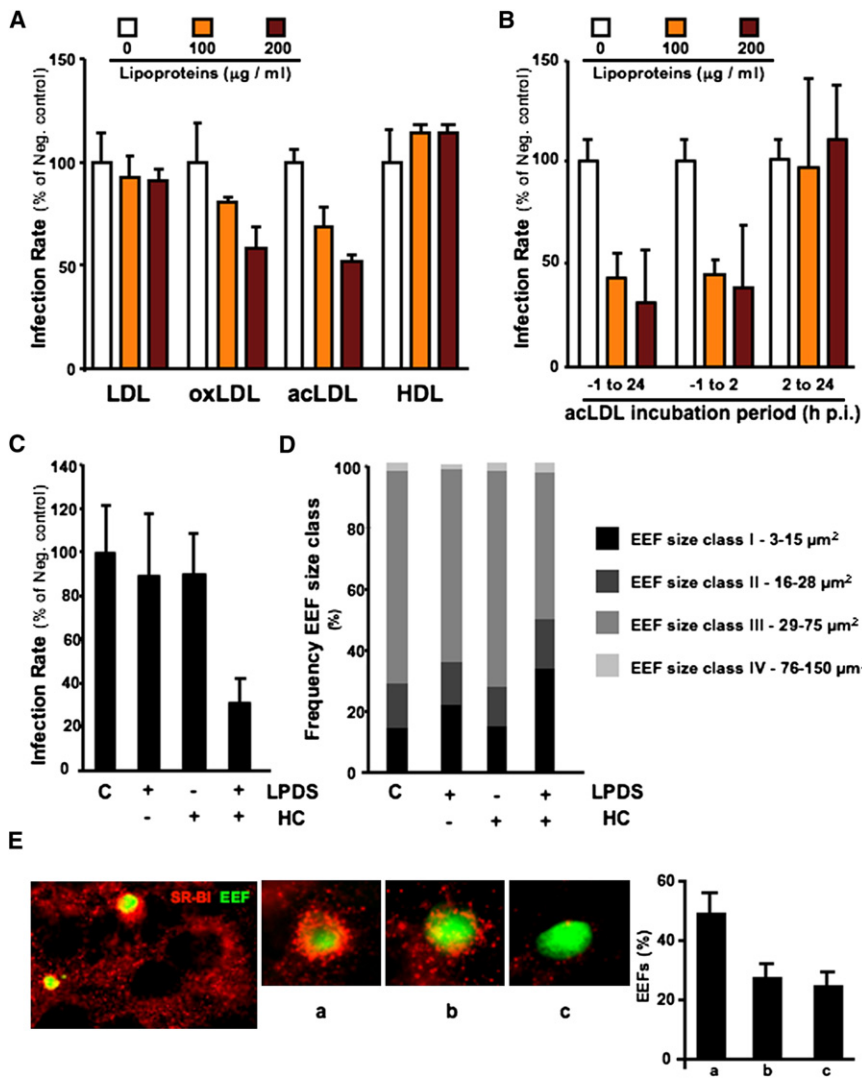 A
0 100 200
Lipoproteins (µg / ml)
Infection Rate (% of Neg. control)
150
100
50
0
LDL oxLDL acLDL HDL
B
0 100 200
Lipoproteins (µg / ml)
Infection Rate (% of Neg. control)
150
100
50
0
-1 to 24 -1 to 2 2 to 24
acLDL incubation period (h p.i.)
C
Infection Rate (% of Neg. control)
140
120
100
80
60
40
20
0
C + - + LPDS
- + + HC
D
Frequency EEF size class
(%)
100
80
60
40
20
0
C + - + LPDS
- + + HC
EEF size class I - 3-15 µm²
EEF size class II - 16-28 µm²
EEF size class III - 29-75 µm²
EEF size class IV - 76-150 µm
E
SR-BI EEF
a b c
EEFs (%)
60
40
20
0
a b c